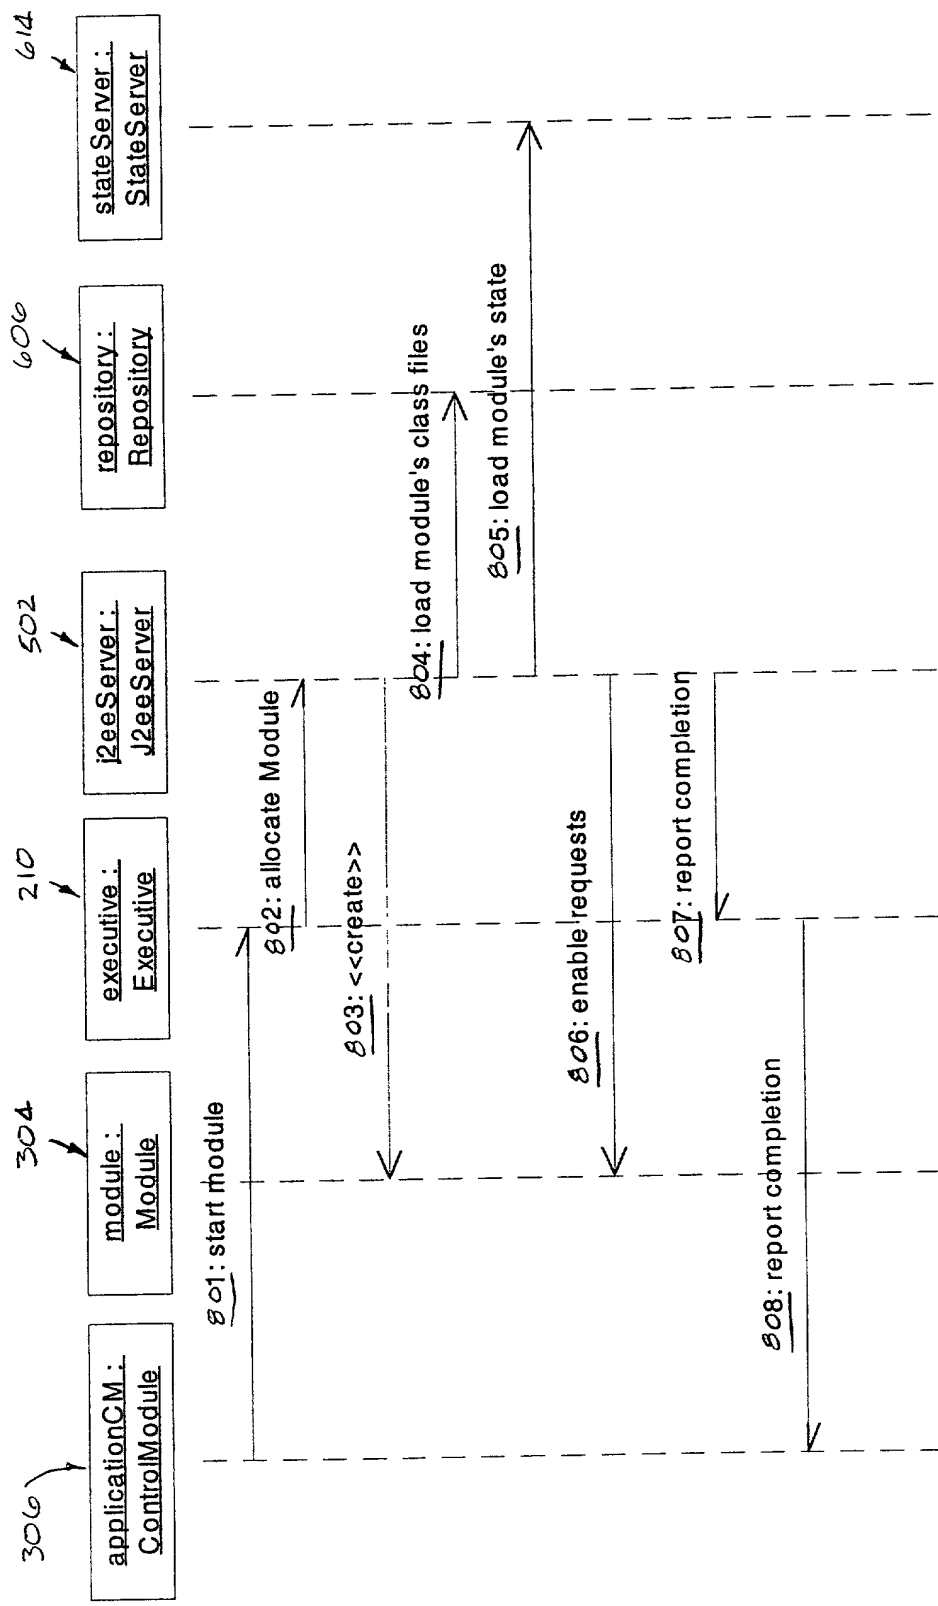 306
304
210
502
606
614
applicationCM :
ControlModule
module :
Module
executive :
Executive
j2eeServer :
J2eeServer
repository :
Repository
stateServer :
StateServer
801: start module
802: allocate Module
803: <<create>>
804: load module's class files
805: load module's state
806: enable requests
807: report completion
808: report completion